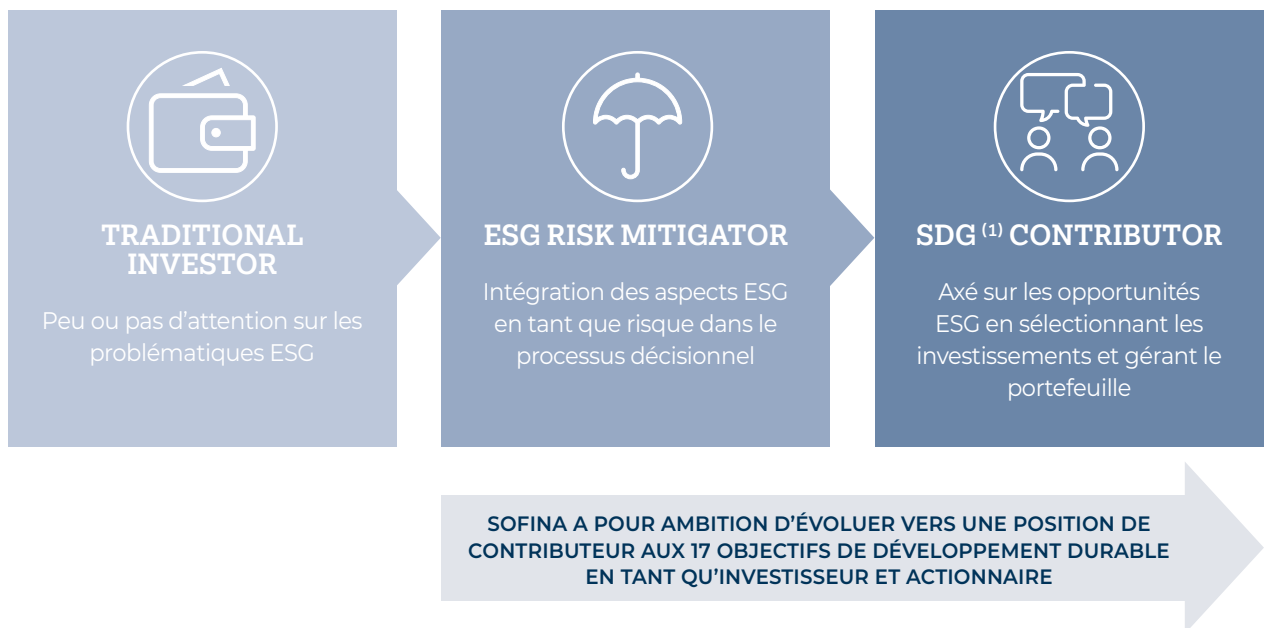 TRADITIONAL
INVESTOR
Peu ou pas d’attention sur les
problématiques ESG
ESG RISK MITIGATOR
Intégration des aspects ESG
en tant que risque dans le
processus décisionnel
SDG (1) CONTRIBUTOR
Axé sur les opportunités
ESG en sélectionnant les
investissements et gérant le
portefeuille
SOFINA A POUR AMBITION D’ÉVOLUER VERS UNE POSITION DE
CONTRIBUTEUR AUX 17 OBJECTIFS DE DÉVELOPPEMENT DURABLE
EN TANT QU’INVESTISSEUR ET ACTIONNAIRE